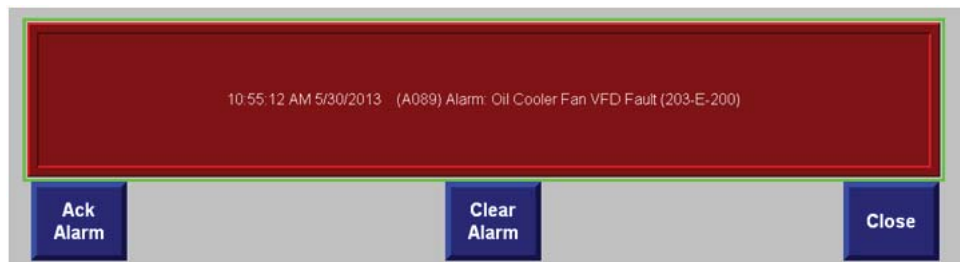 10:55:12 AM 5/30/2013 (A089) Alarm: Oil Cooler Fan VFD Fault (203-E-200)
Ack
Alarm
Clear
Alarm
Close